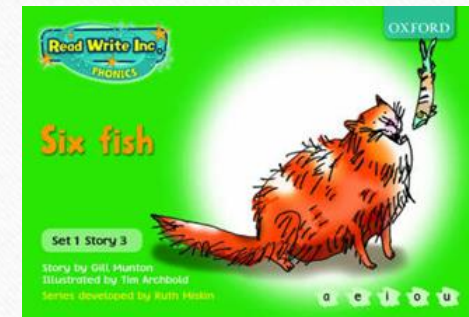 OXFORD
Read Write Inc.
PHONICS
Six fish
Set 1 Story 3
Story by Gill Munton
Illustrated by Tim Archbold
Series developed by Ruth Miskin
a e i o u